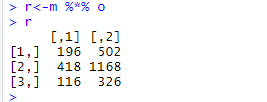 > r<-m %*% o
> r
     [,1] [,2]
[1,]  196  502
[2,]  418 1168
[3,]  116  326
>